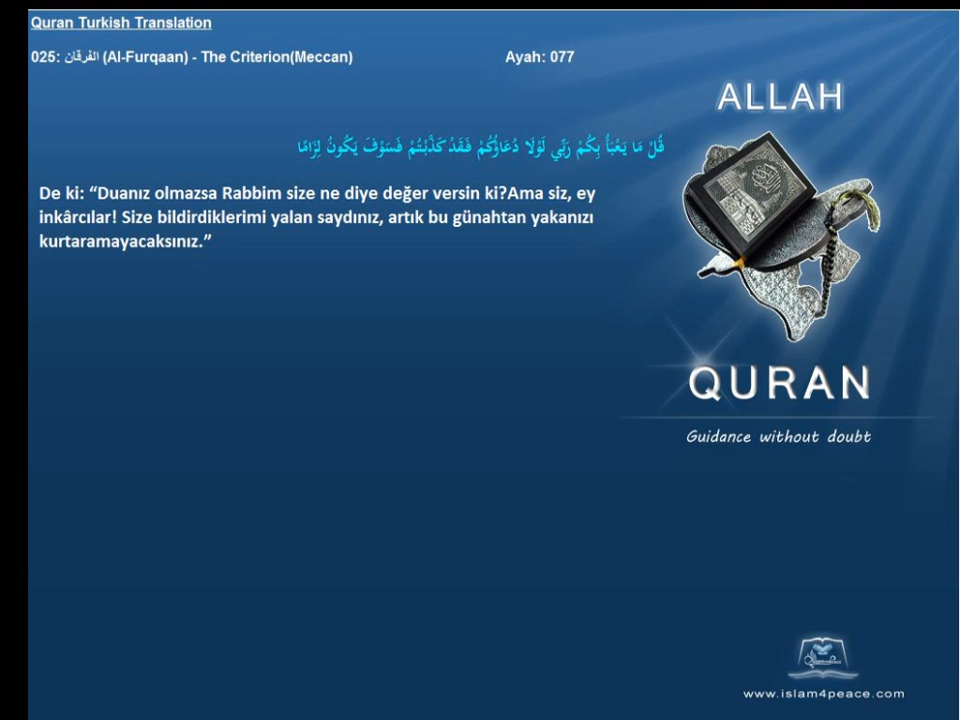 Quran Turkish Translation
025: الفرقان (Al-Furqaan) - The Criterion(Meccan)
Ayah: 077
قُلْ مَا يَعْبَأُ بِكُمْ رَبِّي لَوْلَا دُعَاؤُكُمْ فَقَدْ كَذَّبْتُمْ فَسَوْفَ يَكُونُ لِزَامًا
De ki: “Duanız olmazsa Rabbim size ne diye değer versin ki?Ama siz, ey
inkârcılar! Size bildirdiklerimi yalan saydınız, artık bu günahtan yakanızı
kurtaramayacaksınız.”
ALLAH
QURAN
Guidance without doubt
www.islam4peace.com